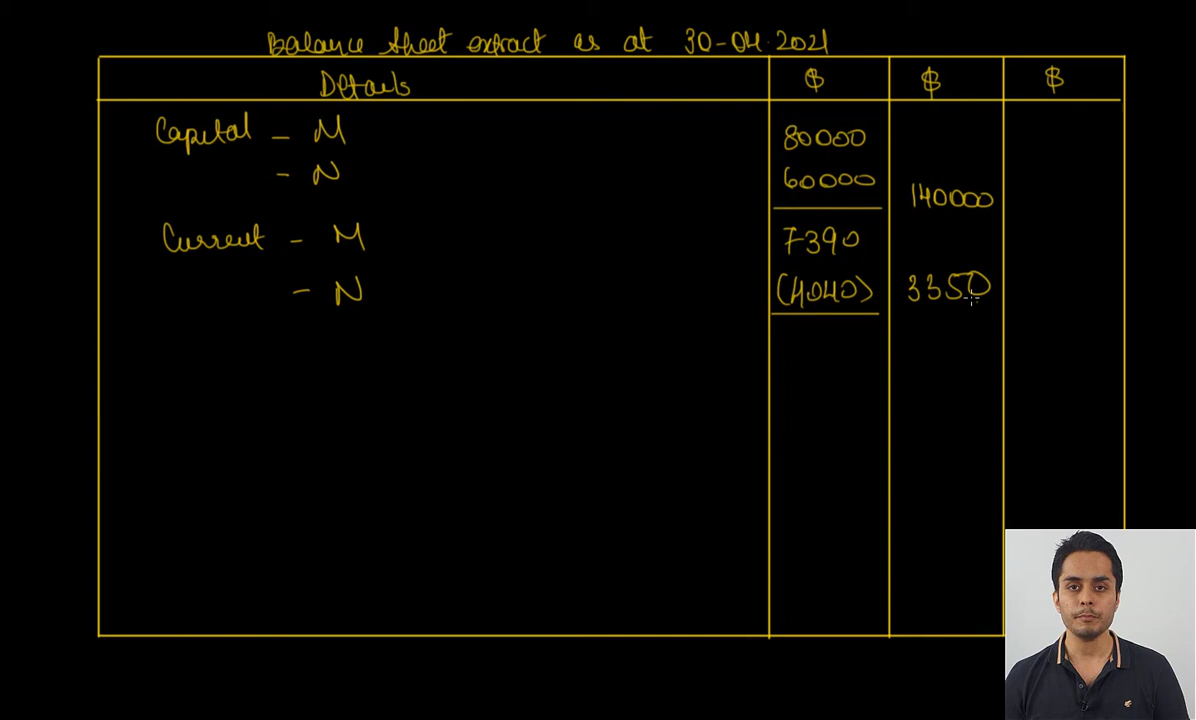 Balance Sheet extract as at 30-04-2021
Details $ $ $
Capital - M 80000
- N 60000 140000
Current - M 7390
- N (4040) 3350